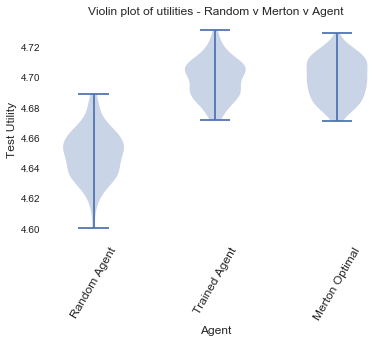 Violin plot of utilities - Random v Merton v Agent
Test Utility
4.72
4.70
4.68
4.66
4.64
4.62
4.60
Random Agent
Trained Agent
Merton Optimal
Agent